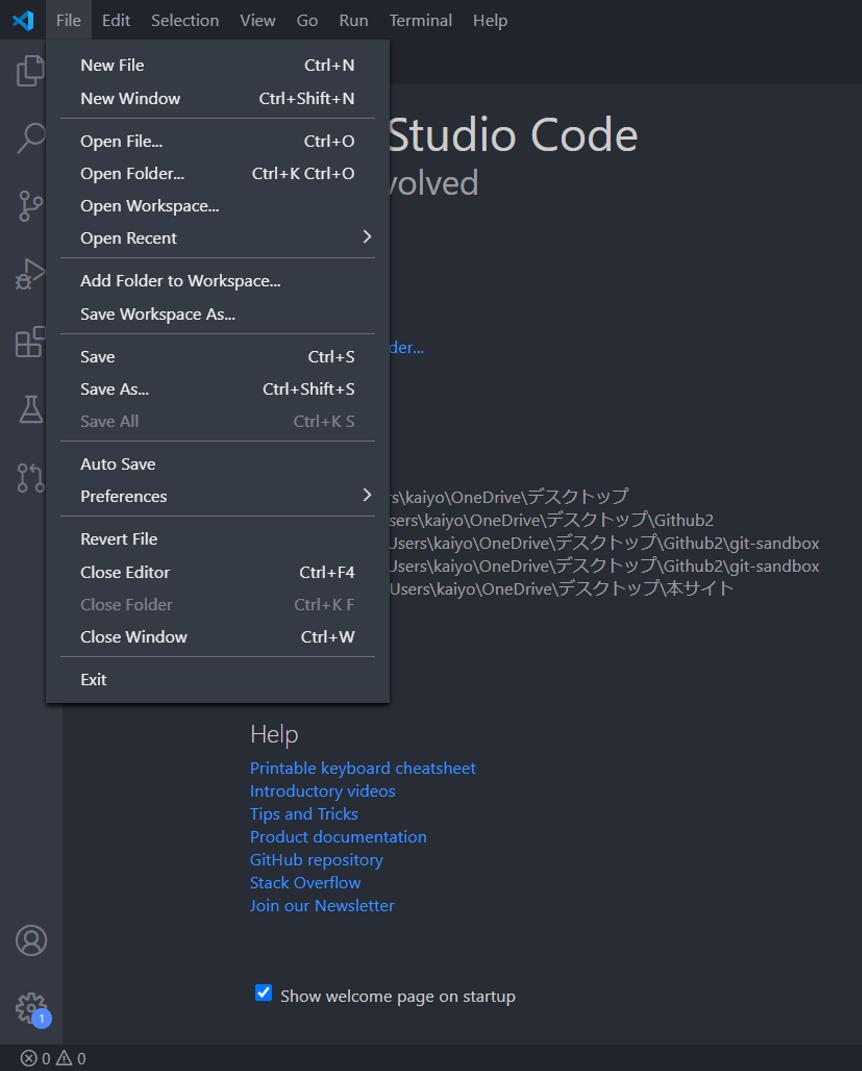 File Edit Selection View Go Run Terminal Help
New File Ctrl+N
New Window Ctrl+Shift+N
Open File... Ctrl+O
Open Folder... Ctrl+K Ctrl+O
Open Workspace...
Open Recent
Add Folder to Workspace...
Save Workspace As...
Save Ctrl+S
Save As... Ctrl+Shift+S
Save All Ctrl+K S
Auto Save
Preferences
Revert File
Close Editor Ctrl+F4
Close Folder Ctrl+K F
Close Window Ctrl+W
Exit
Studio Code
volved
der...
rs\kaiyo\OneDrive\デスクトップ
sers\kaiyo\OneDrive\デスクトップ\Github2
Users\kaiyo\OneDrive\デスクトップ\Github2\git-sandbox
Users\kaiyo\OneDrive\デスクトップ\Github2\git-sandbox
Users\kaiyo\OneDrive\デスクトップ\本サイト
Help
Printable keyboard cheatsheet
Introductory videos
Tips and Tricks
Product documentation
GitHub repository
Stack Overflow
Join our Newsletter
Show welcome page on startup
1
0 0